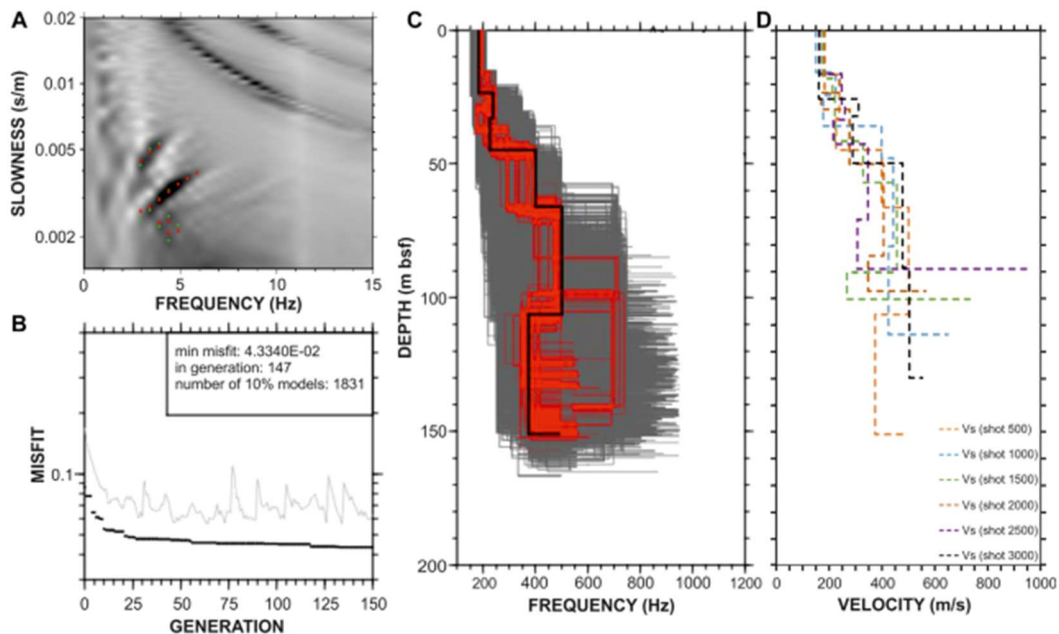 A
0.02
0.01
0.005
0.002
SLOWNESS (s/m)
0
5
10
15
FREQUENCY (Hz)
B
min misfit: 4.3340E-02
in generation: 147
number of 10% models: 1831
0.1
MISFIT
0
25
50
75
100
125
150
GENERATION
C
0
50
100
150
200
DEPTH (m bsf)
200
400
600
800
1000
1200
FREQUENCY (Hz)
D
Vs (shot 500)
Vs (shot 1000)
Vs (shot 1500)
Vs (shot 2000)
Vs (shot 2500)
Vs (shot 3000)
0
200
400
600
800
1000
VELOCITY (m/s)